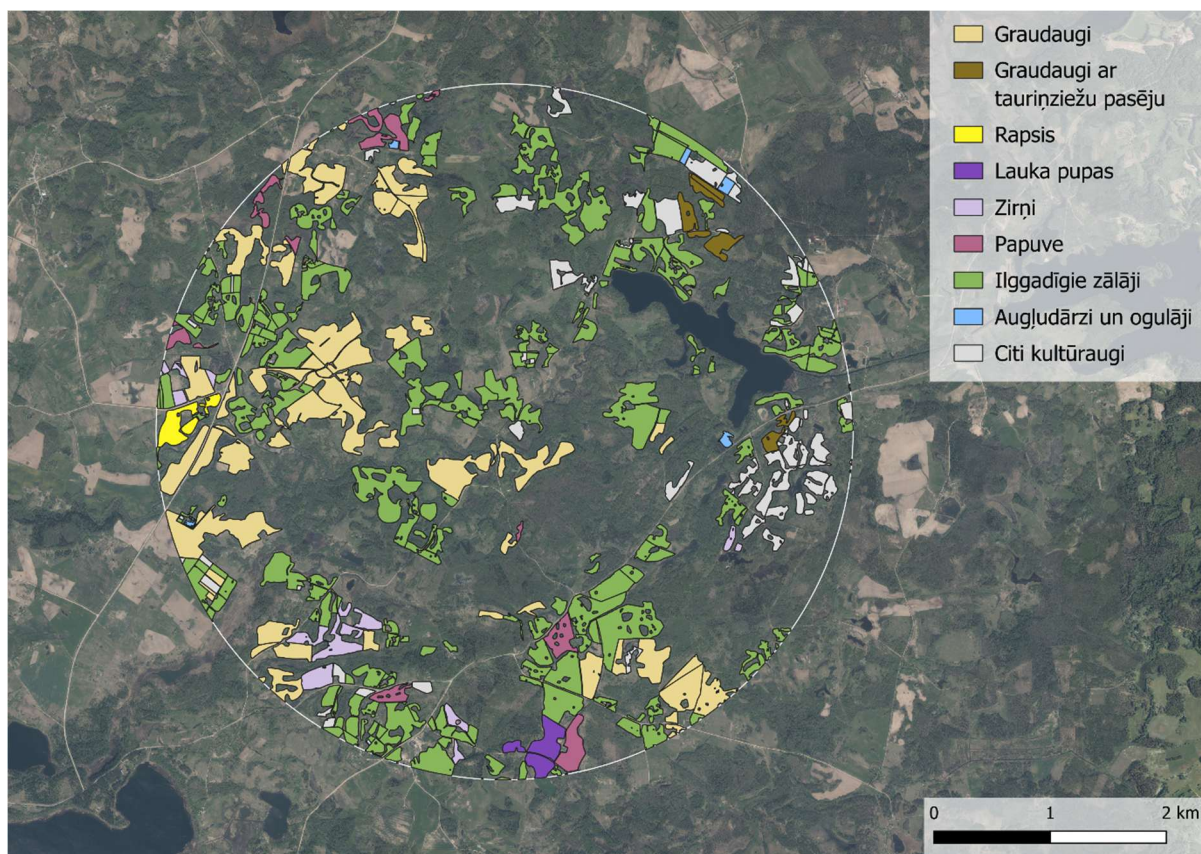 Graudaugi
Graudaugi ar
tauriņziežu pasēju
Rapsis
Lauka pupas
Zirņi
Papuve
Ilggadīgie zālāji
Augļudārzi un ogulāji
Citi kultūraugi
0 1 2 km